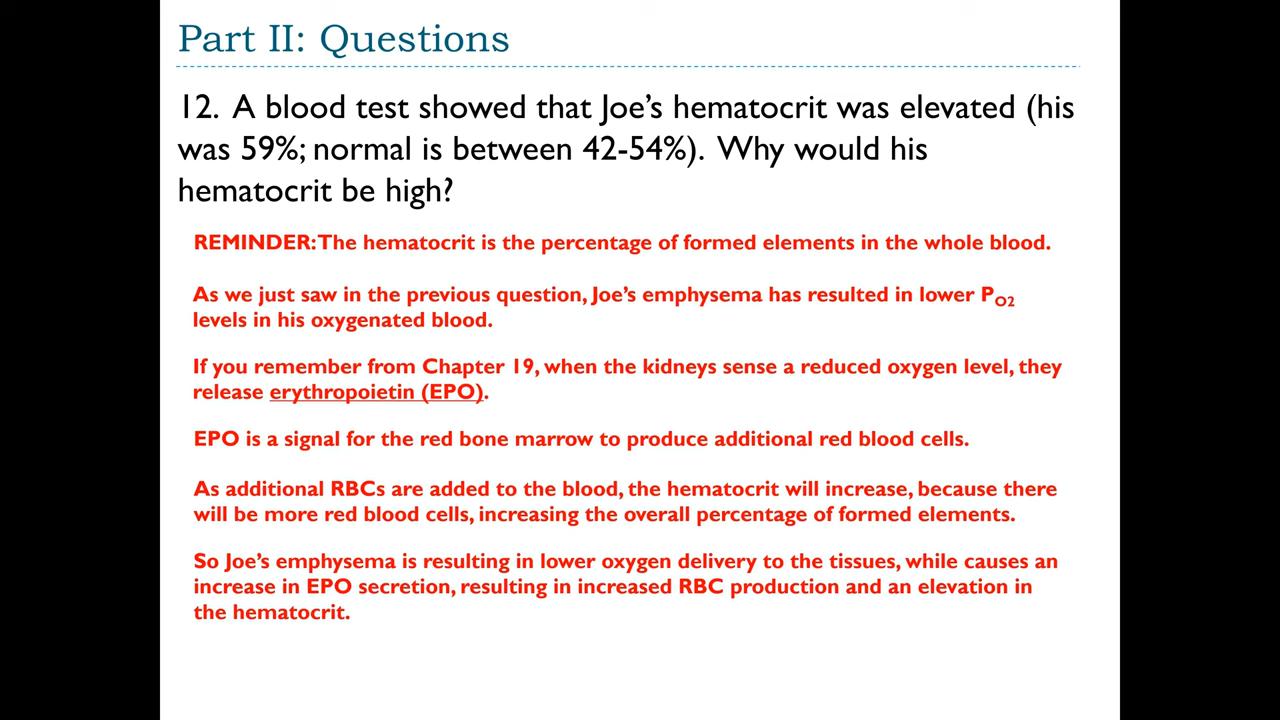 Part II: Questions
12. A blood test showed that Joe's hematocrit was elevated (his
was 59%; normal is between 42-54%). Why would his
hematocrit be high?
REMINDER: The hematocrit is the percentage of formed elements in the whole blood.
As we just saw in the previous question, Joe's emphysema has resulted in lower PO2
levels in his oxygenated blood.
If you remember from Chapter 19, when the kidneys sense a reduced oxygen level, they
release erythropoietin (EPO).
EPO is a signal for the red bone marrow to produce additional red blood cells.
As additional RBCs are added to the blood, the hematocrit will increase, because there
will be more red blood cells, increasing the overall percentage of formed elements.
So Joe's emphysema is resulting in lower oxygen delivery to the tissues, while causes an
increase in EPO secretion, resulting in increased RBC production and an elevation in
the hematocrit.